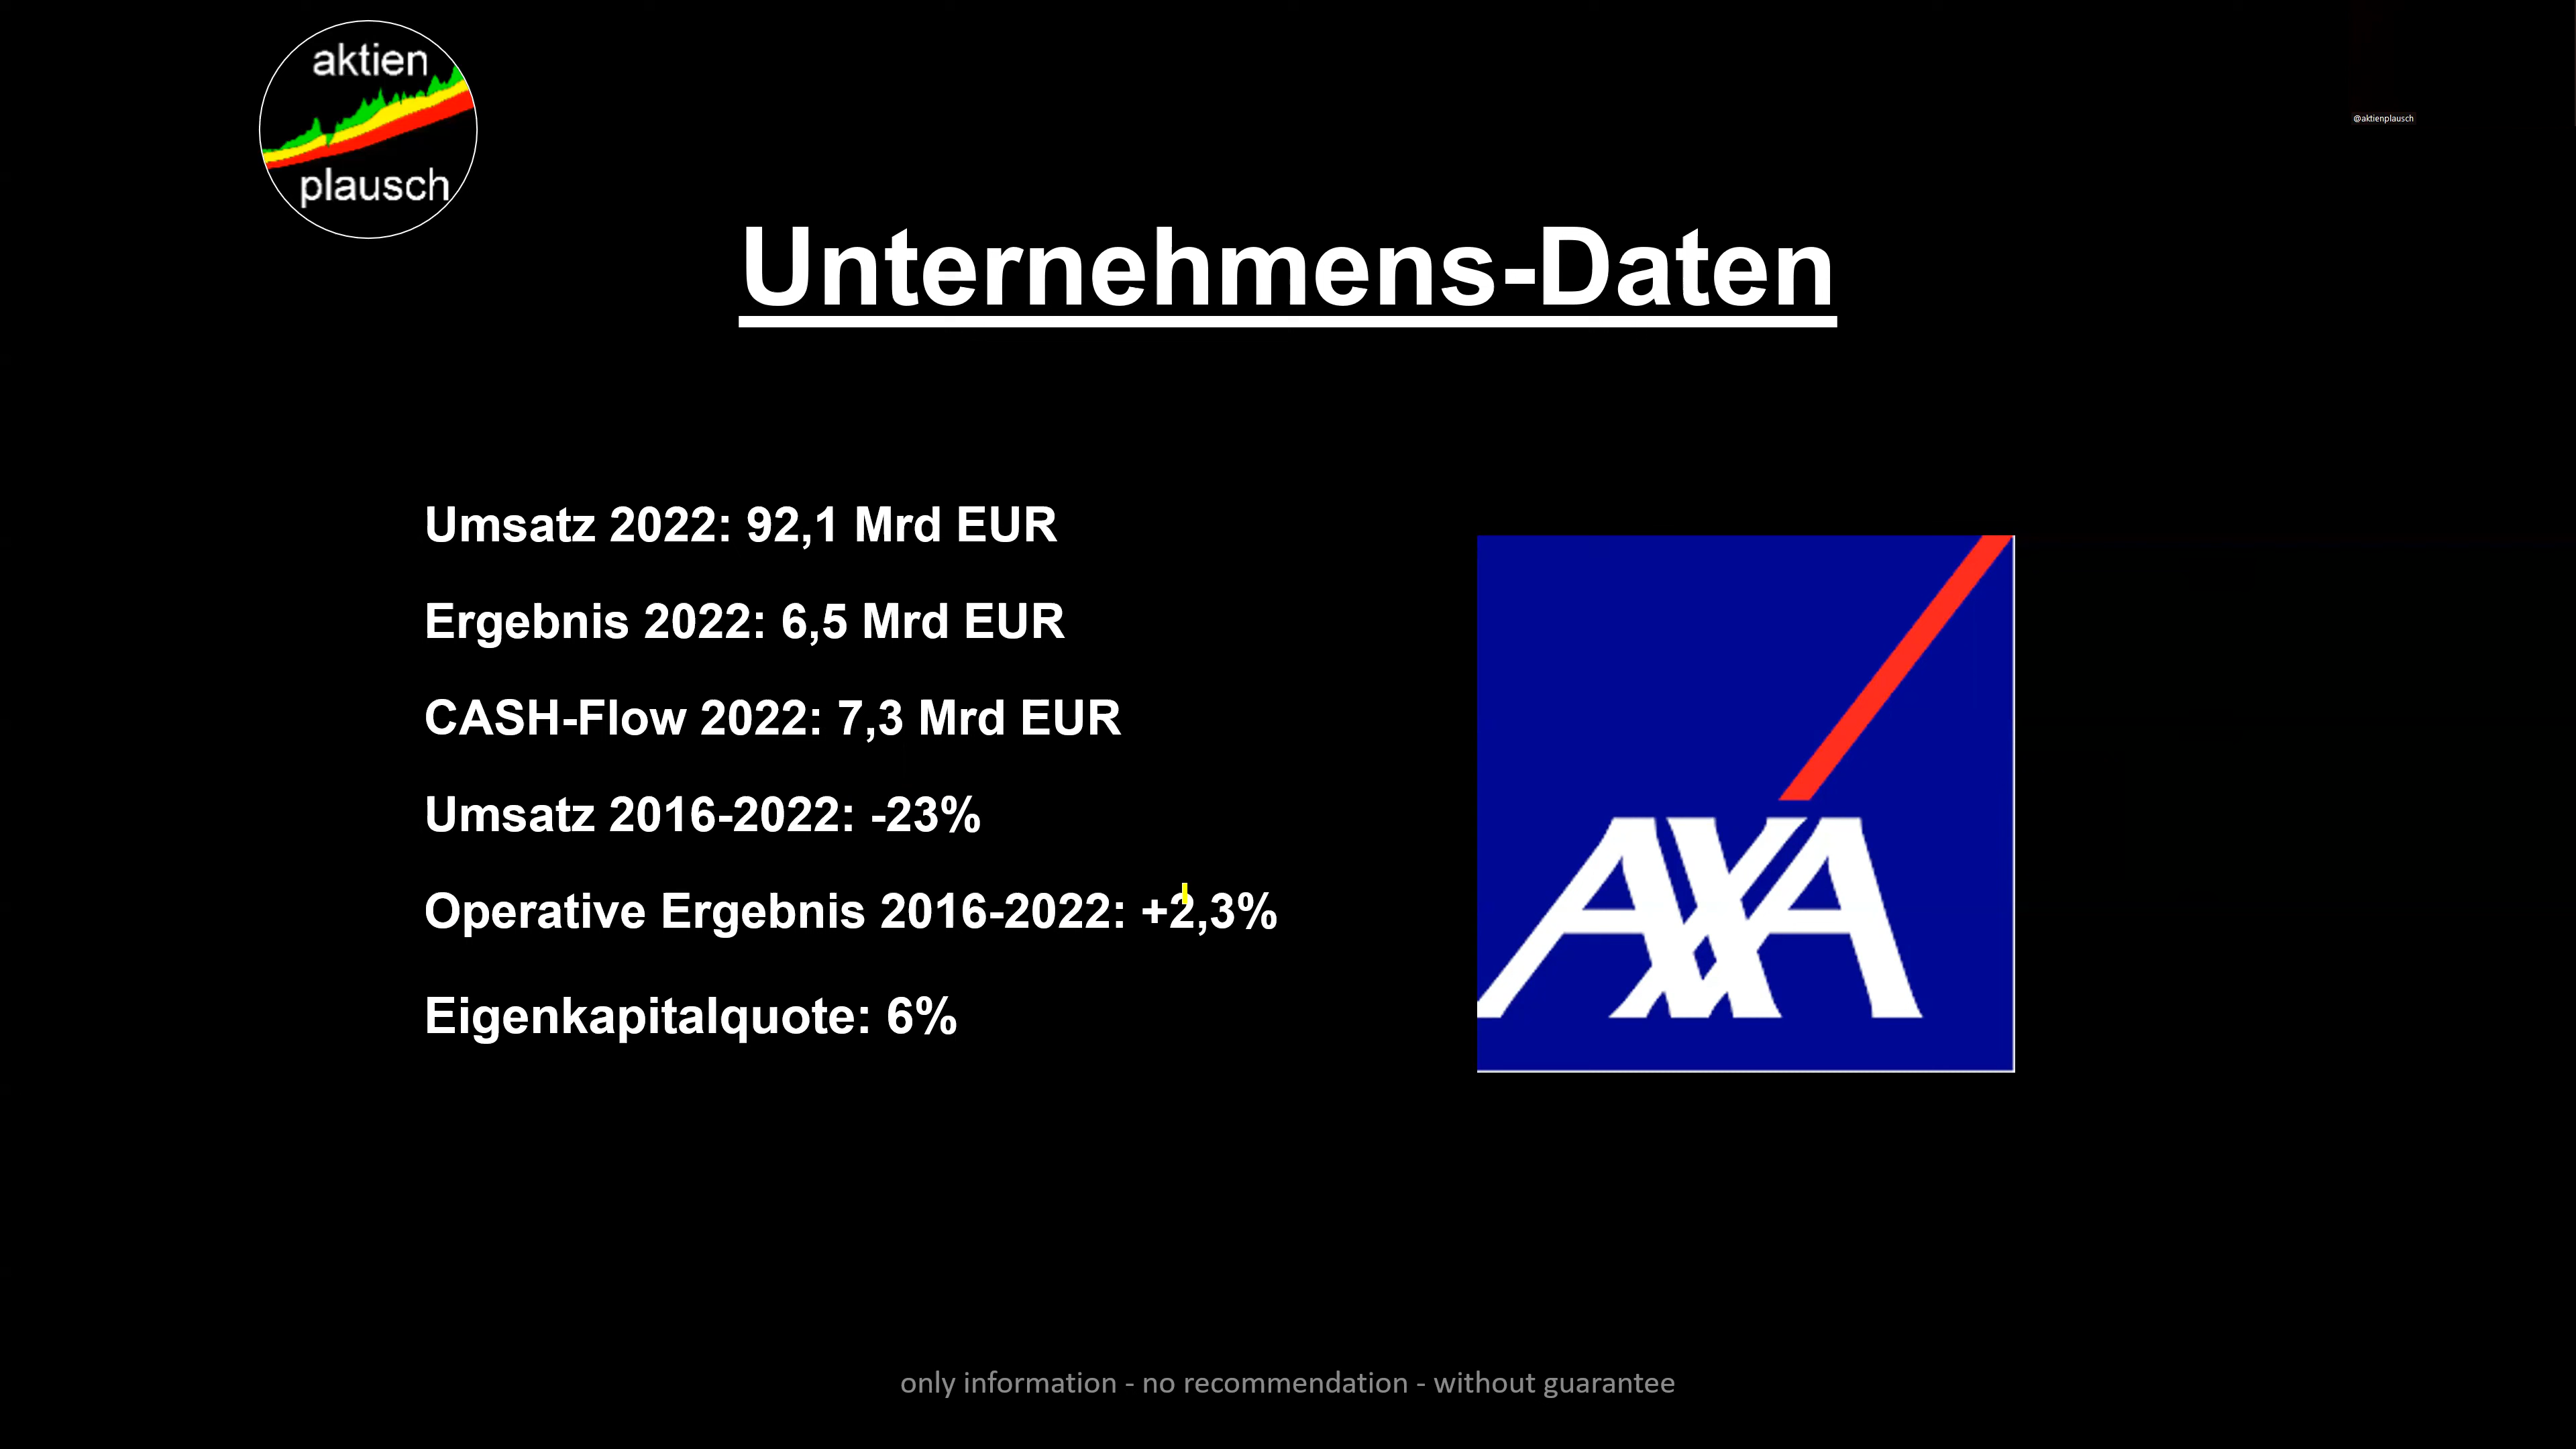 aktien
plausch
@aktienplausch
Unternehmens-Daten
Umsatz 2022: 92,1 Mrd EUR
Ergebnis 2022: 6,5 Mrd EUR
CASH-Flow 2022: 7,3 Mrd EUR
Umsatz 2016-2022: -23%
Operative Ergebnis 2016-2022: +2,3%
Eigenkapitalquote: 6%
AXA
only information - no recommendation - without guarantee